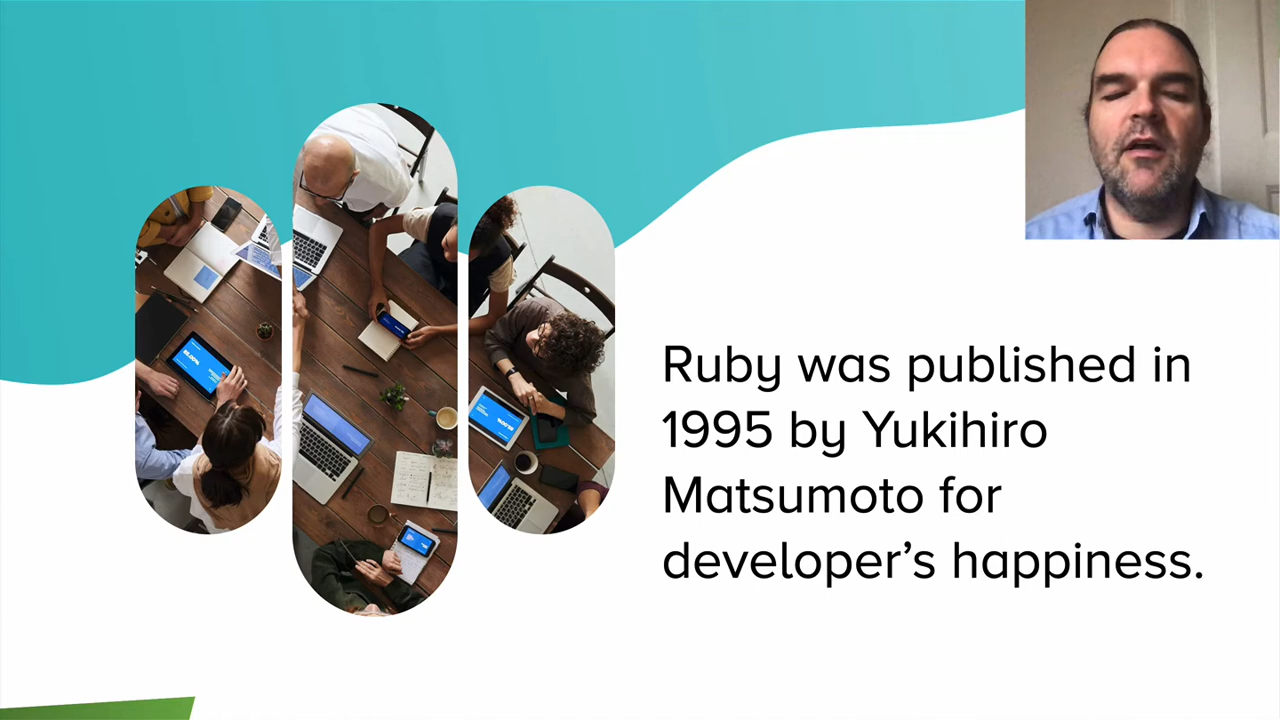 Ruby was published in
1995 by Yukihiro
Matsumoto for
developer’s happiness.